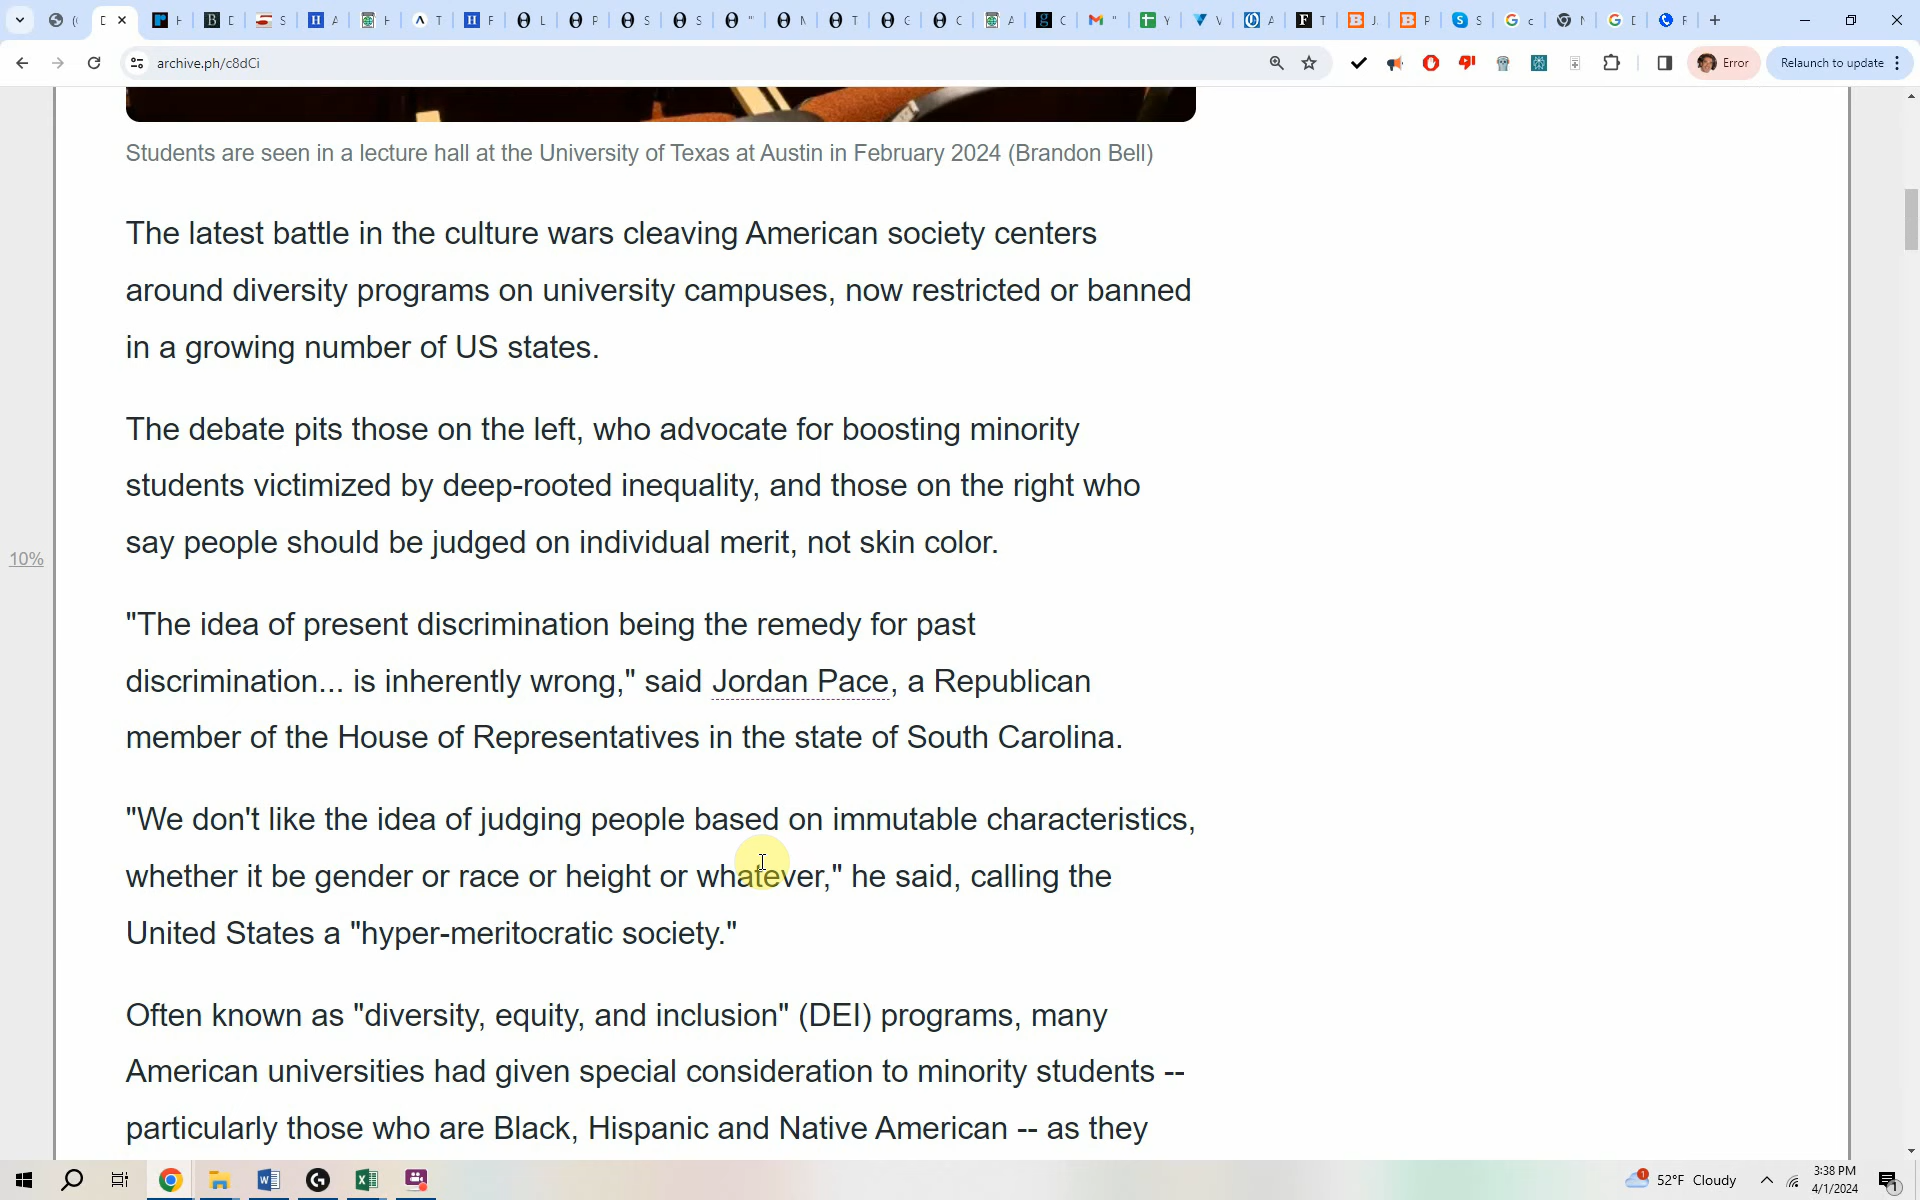 archive.ph/c8dCi
Error
Relaunch to update
Students are seen in a lecture hall at the University of Texas at Austin in February 2024 (Brandon Bell)
The latest battle in the culture wars cleaving American society centers
around diversity programs on university campuses, now restricted or banned
in a growing number of US states.
The debate pits those on the left, who advocate for boosting minority
students victimized by deep-rooted inequality, and those on the right who
say people should be judged on individual merit, not skin color.
10%
"The idea of present discrimination being the remedy for past
discrimination... is inherently wrong," said Jordan Pace, a Republican
member of the House of Representatives in the state of South Carolina.
"We don't like the idea of judging people based on immutable characteristics,
whether it be gender or race or height or whatever," he said, calling the
United States a "hyper-meritocratic society."
Often known as "diversity, equity, and inclusion" (DEI) programs, many
American universities had given special consideration to minority students --
particularly those who are Black, Hispanic and Native American -- as they
52°F Cloudy
3:38 PM
4/1/2024